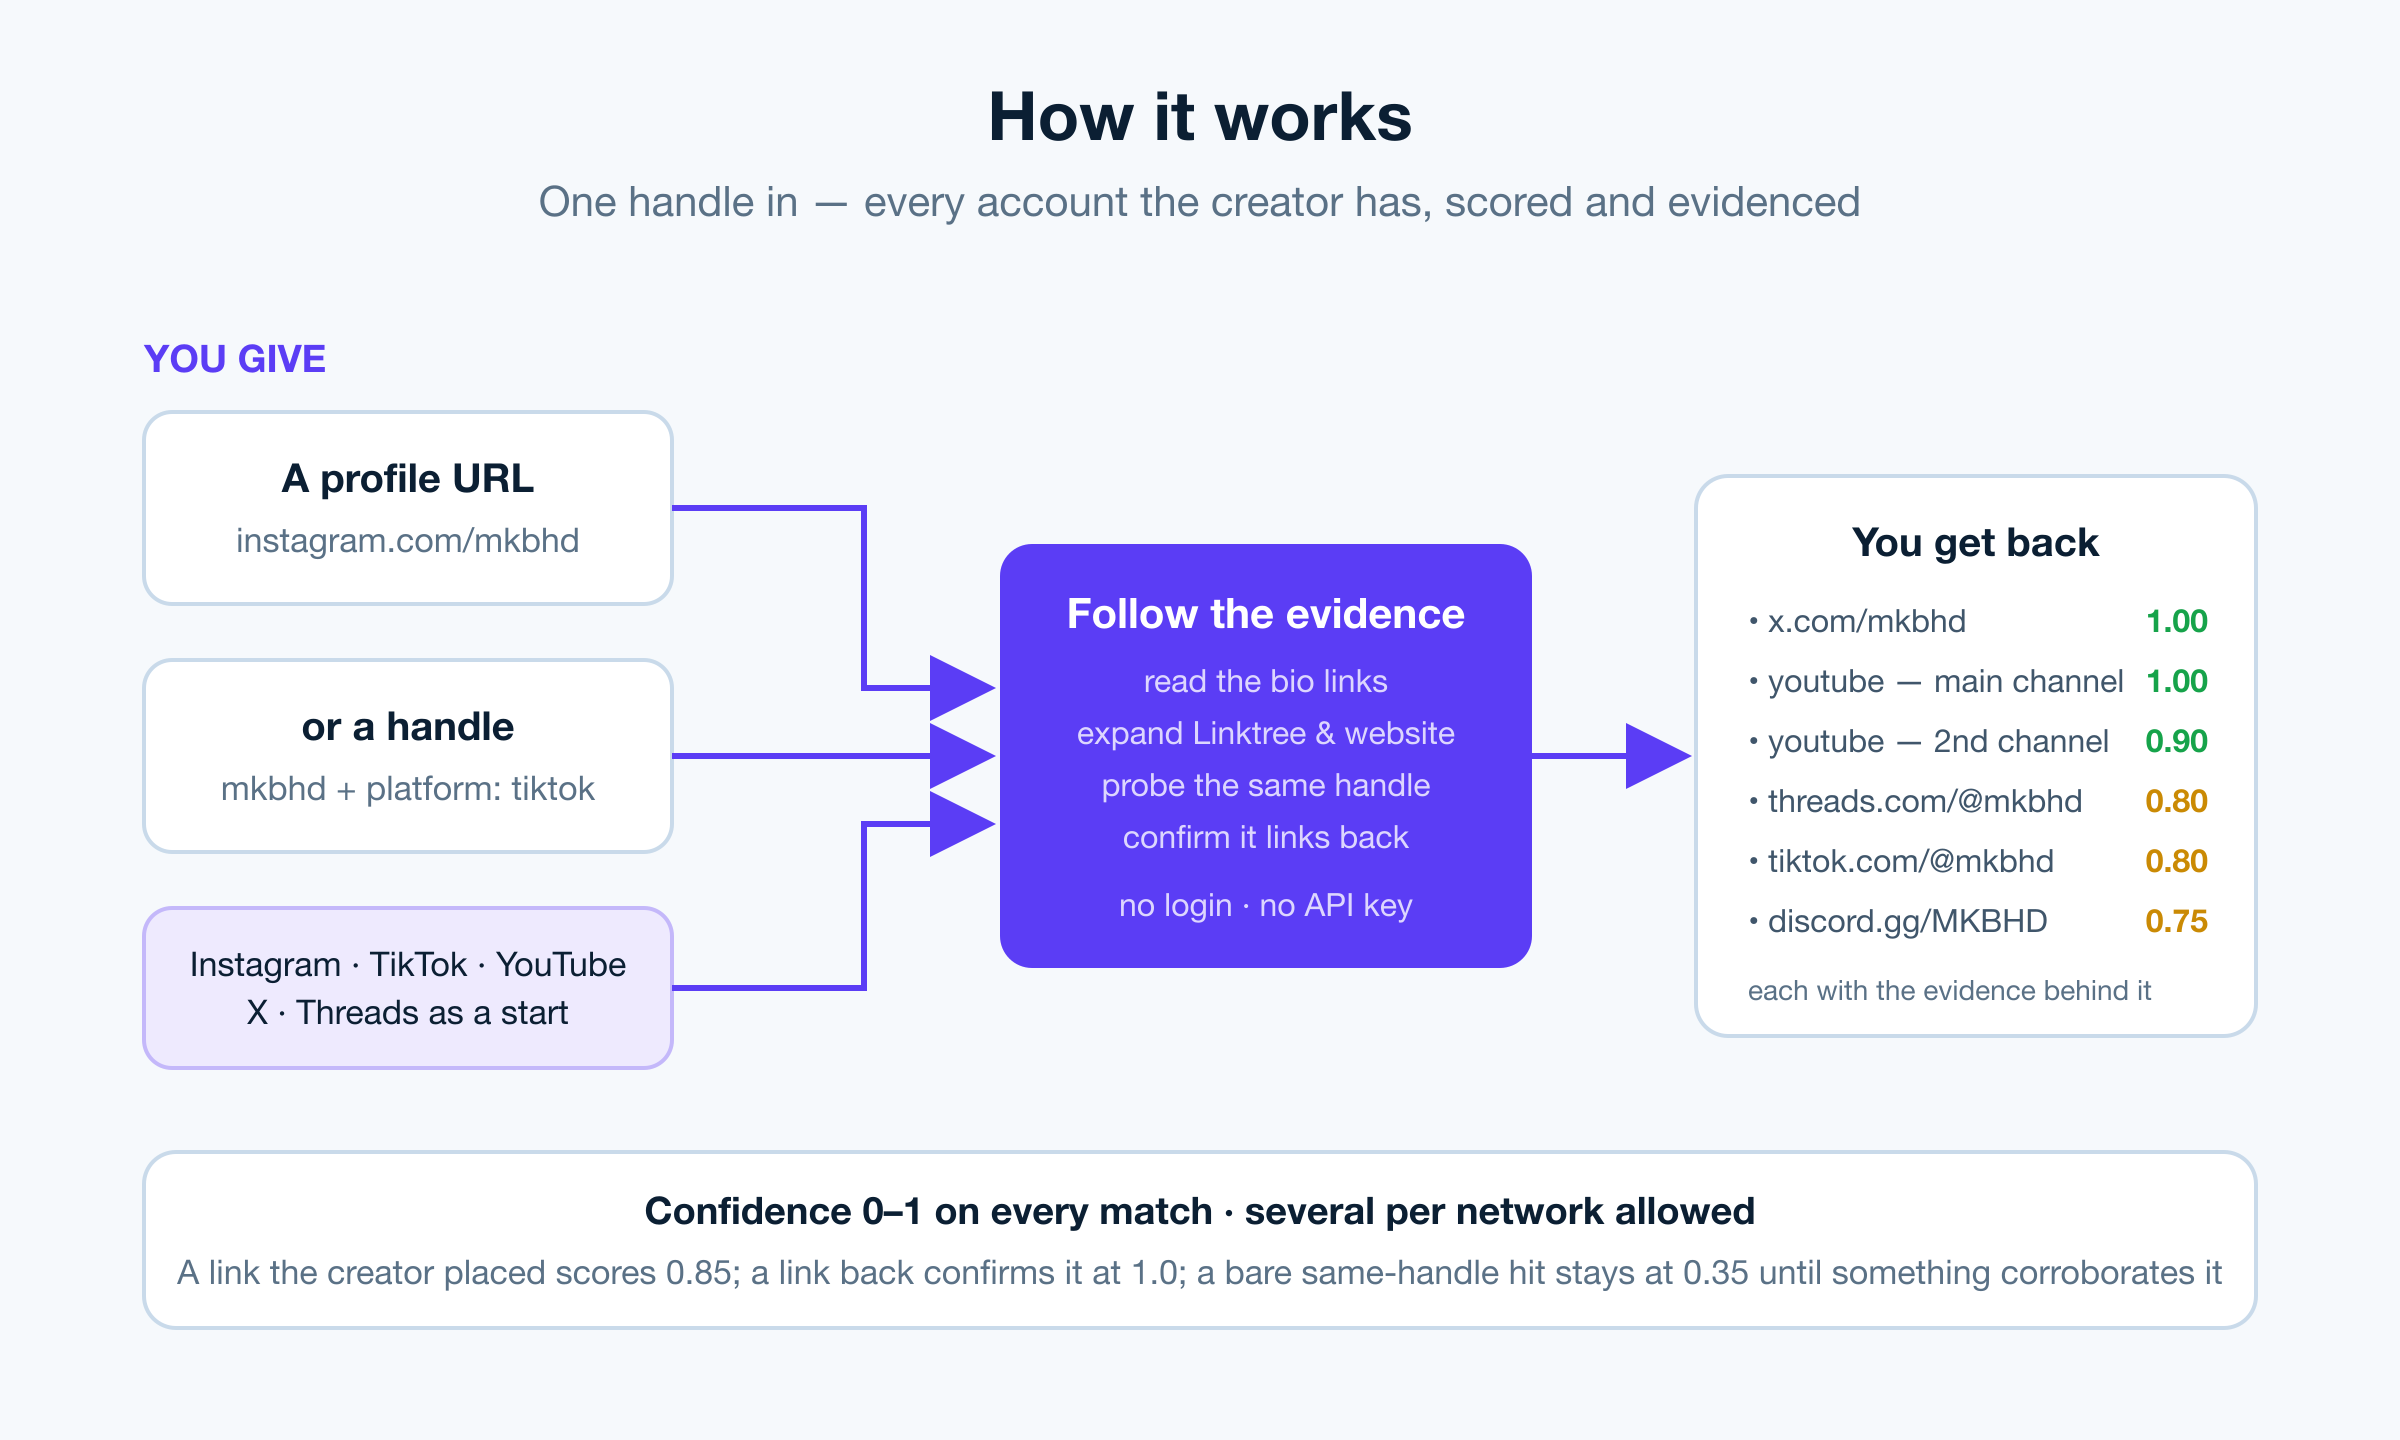 How it works
One handle in — every account the creator has, scored and evidenced
YOU GIVE
A profile URL
instagram.com/mkbhd
or a handle
mkbhd + platform: tiktok
Instagram · TikTok · YouTube
X · Threads as a start
Follow the evidence
read the bio links
expand Linktree & website
probe the same handle
confirm it links back
no login · no API key
You get back
• x.com/mkbhd 1.00
• youtube — main channel 1.00
• youtube — 2nd channel 0.90
• threads.com/@mkbhd 0.80
• tiktok.com/@mkbhd 0.80
• discord.gg/MKBHD 0.75
each with the evidence behind it
Confidence 0–1 on every match · several per network allowed
A link the creator placed scores 0.85; a link back confirms it at 1.0; a bare same-handle hit stays at 0.35 until something corroborates it